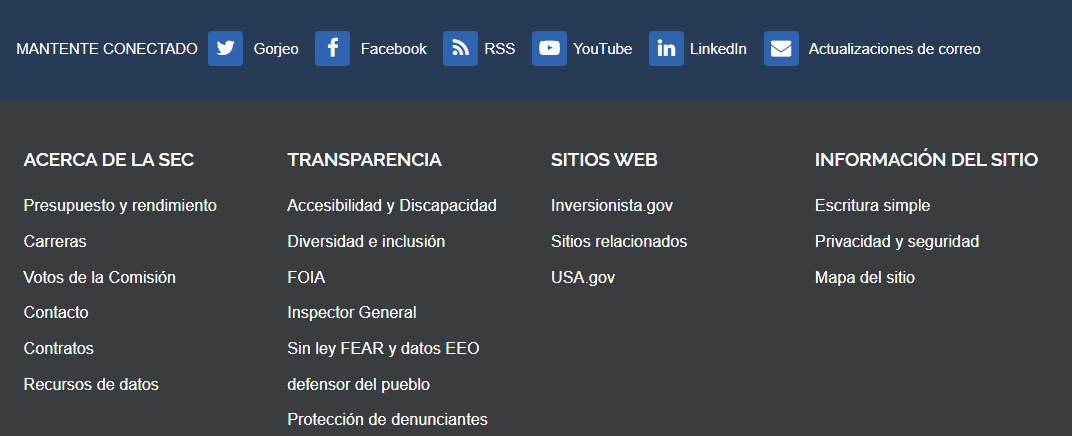 MANTENTE CONECTADO Gorjeo Facebook RSS YouTube LinkedIn Actualizaciones de correo
ACERCA DE LA SEC
Presupuesto y rendimiento
Carreras
Votos de la Comisión
Contacto
Contratos
Recursos de datos
TRANSPARENCIA
Accesibilidad y Discapacidad
Diversidad e inclusión
FOIA
Inspector General
Sin ley FEAR y datos EEO
defensor del pueblo
Protección de denunciantes
SITIOS WEB
Inversionista.gov
Sitios relacionados
USA.gov
INFORMACIÓN DEL SITIO
Escritura simple
Privacidad y seguridad
Mapa del sitio